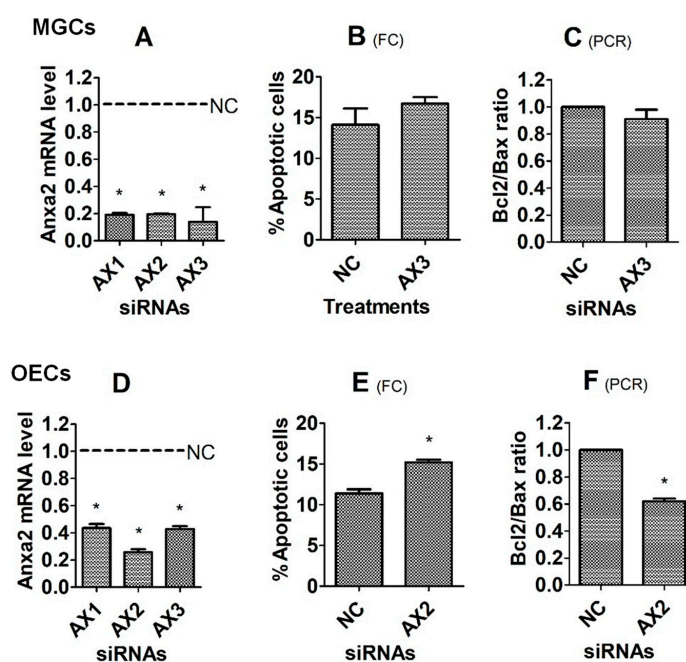 MGCs
A
B (FC)
C (PCR)
Anxa2 mRNA level
1.2
1.0
0.8
0.6
0.4
0.2
0.0
NC
*
*
*
AX1
AX2
AX3
siRNAs
% Apoptotic cells
20
15
10
5
0
NC
AX3
Treatments
Bcl2/Bax ratio
1.2
1.0
0.8
0.6
0.4
0.2
0.0
NC
AX3
siRNAs
OECs
D
E (FC)
F (PCR)
Anxa2 mRNA level
1.2
1.0
0.8
0.6
0.4
0.2
0.0
NC
*
*
*
AX1
AX2
AX3
siRNAs
% Apoptotic cells
20
15
10
5
0
*
NC
AX2
siRNAs
Bcl2/Bax ratio
1.2
1.0
0.8
0.6
0.4
0.2
0.0
*
NC
AX2
siRNAs